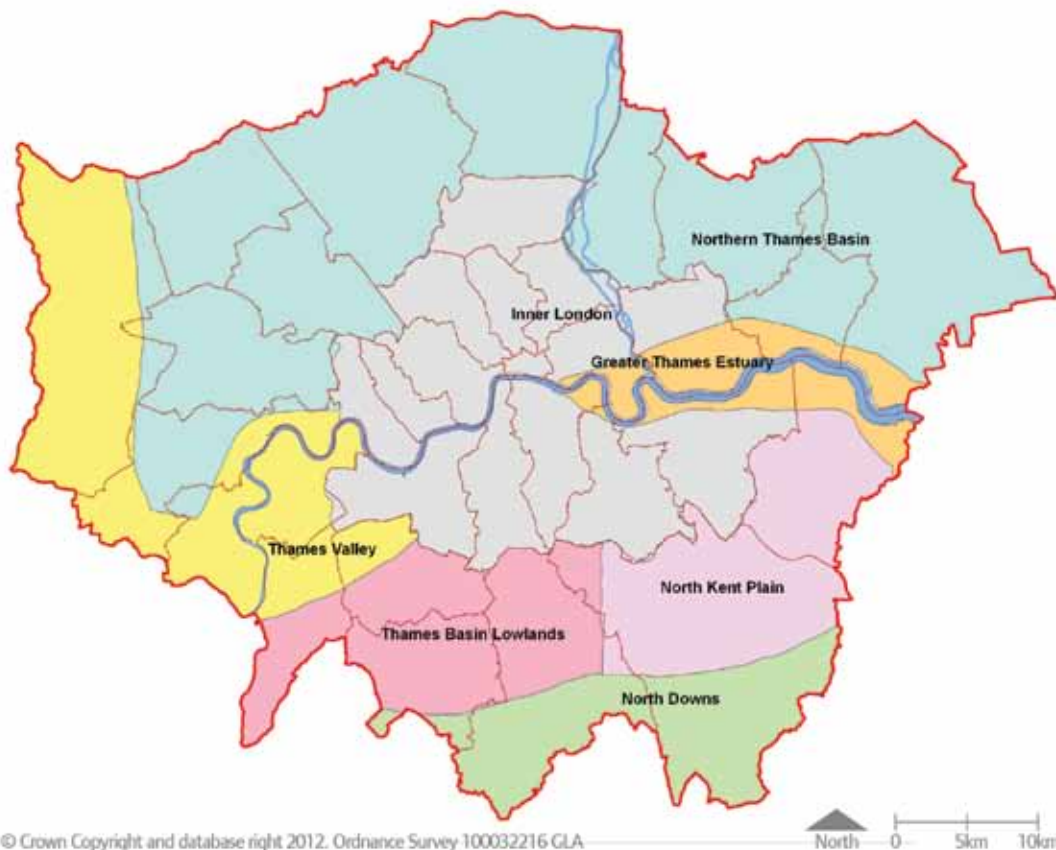 Northern Thames Basin
Inner London
Greater Thames Estuary
Thames Valley
North Kent Plain
Thames Basin Lowlands
North Downs
© Crown Copyright and database right 2012. Ordnance Survey 100032216 GLA
North
0 5km 10km